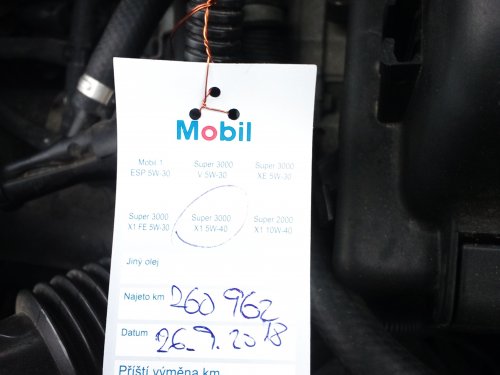 Mobil
Mobil 1 Super 3000 Super 3000
ESP 5W-30 V 5W-30 XE 5W-30
Super 3000 Super 3000 Super 2000
X1 FE 5W-30 X1 5W-40 X1 10W-40
Jiný olej
Najeto km 260 962
Datum 26.9.2018
Příští výměna km